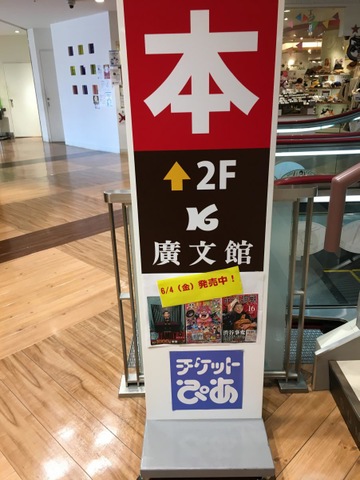 本
2F
廣文館
6/4(金)発売中!
チケット
ぴあ